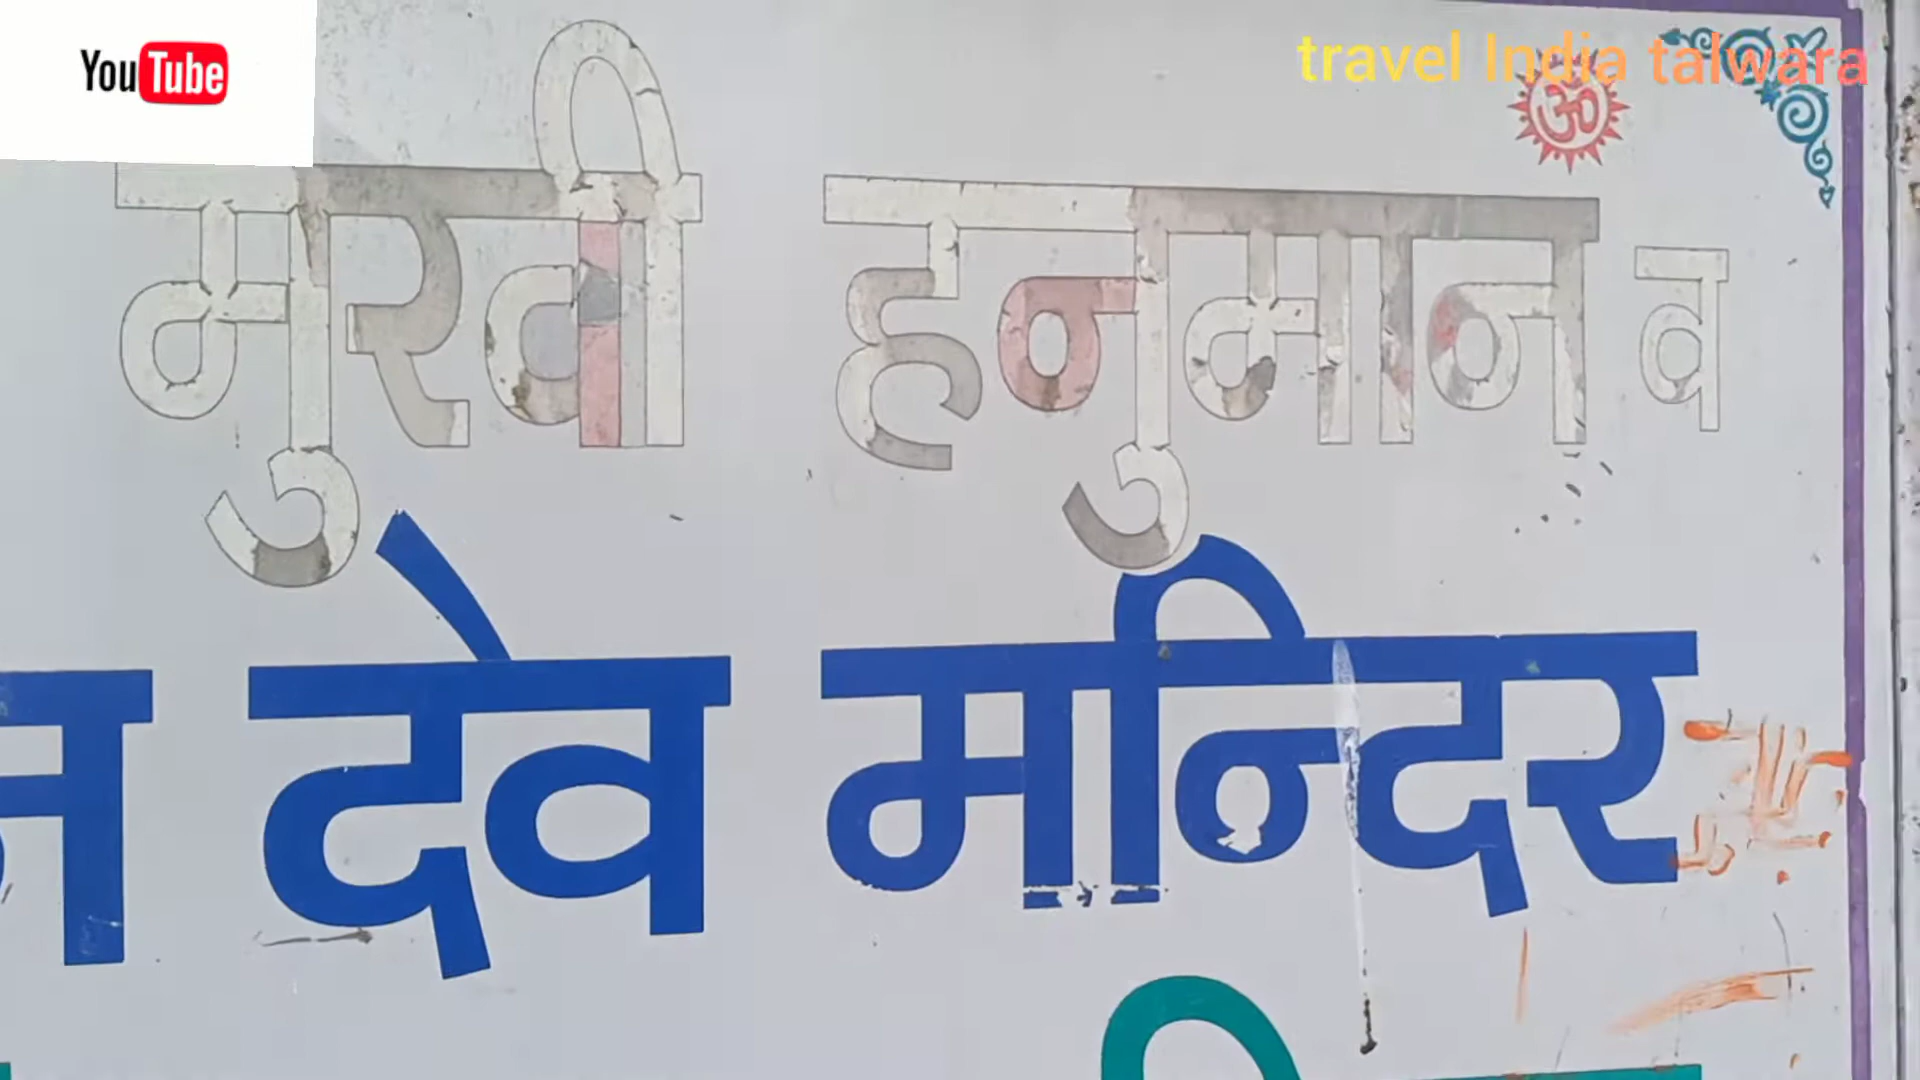 YouTube
travel India talwara
ॐ
मुखी हनुमान व
देव मन्दिर